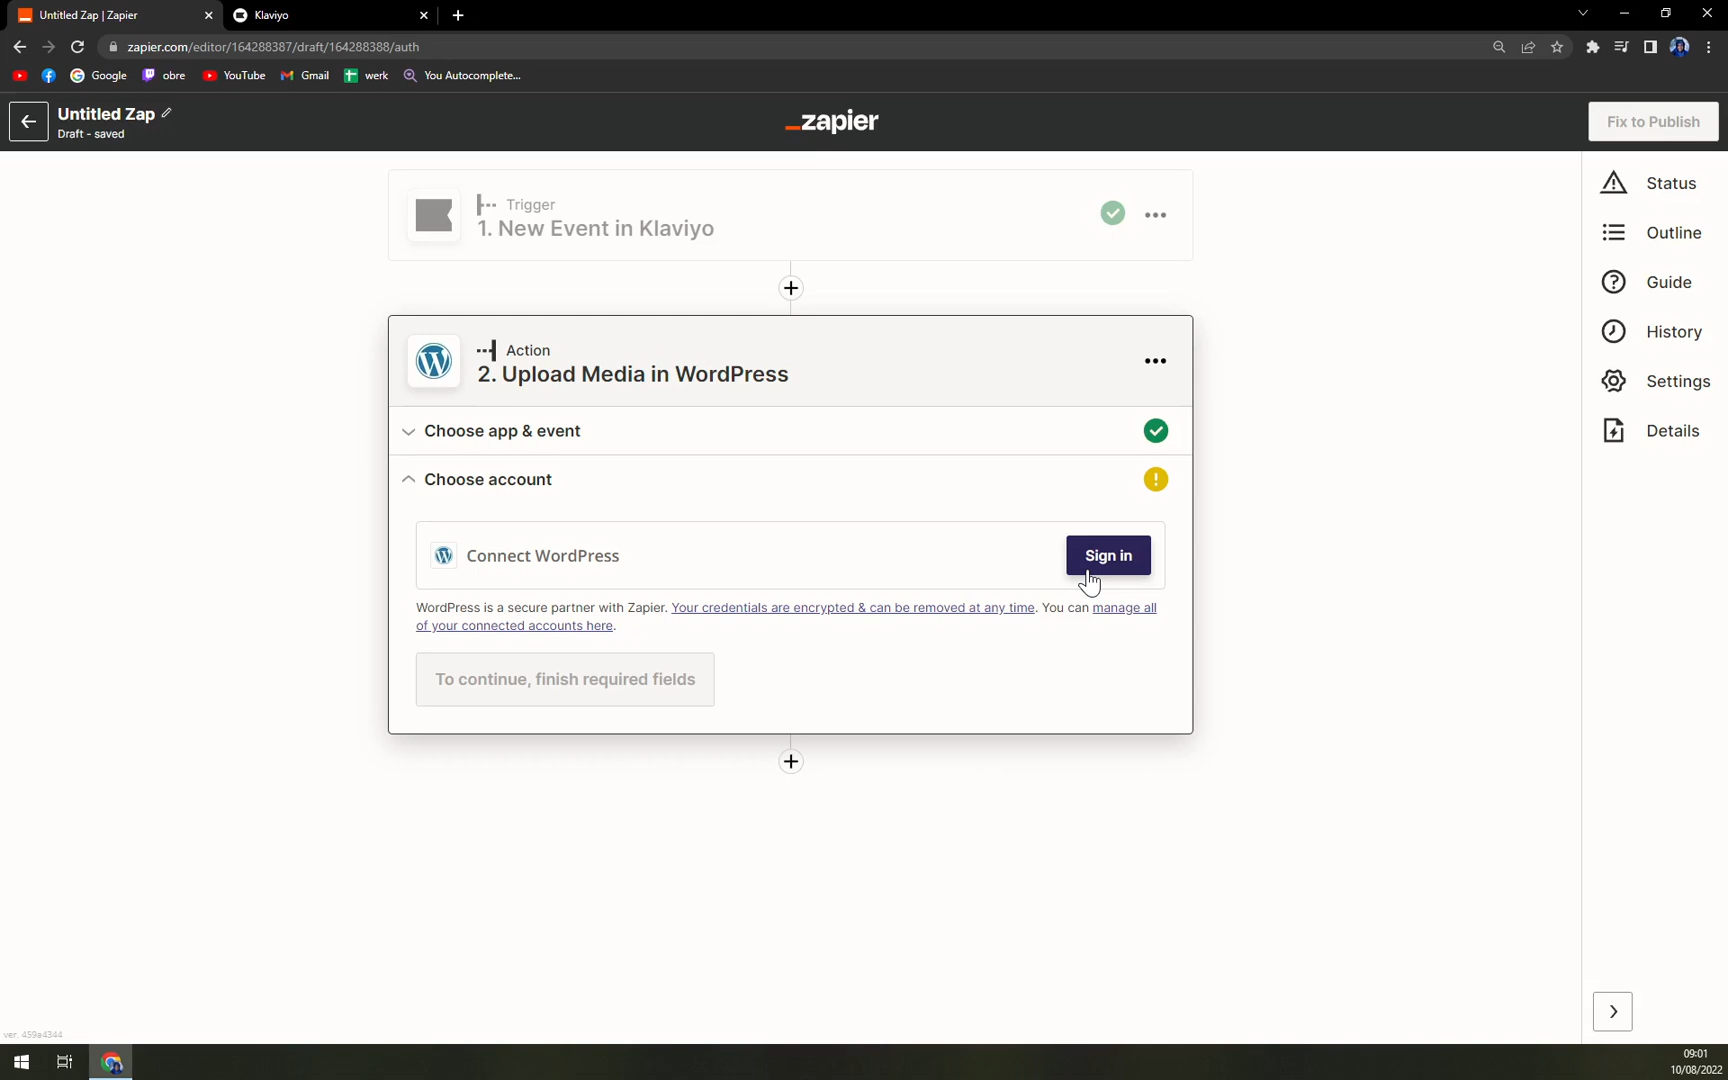 Untitled Zap | Zapier
Klaviyo
zapier.com/editor/164288387/draft/164288388/auth
Google
obre
YouTube
Gmail
werk
You Autocomplete...
Untitled Zap
Draft - saved
_zapier
Fix to Publish
Trigger
1. New Event in Klaviyo
Action
2. Upload Media in WordPress
Choose app & event
Choose account
Connect WordPress
Sign in
WordPress is a secure partner with Zapier. Your credentials are encrypted & can be removed at any time. You can manage all
of your connected accounts here.
To continue, finish required fields
Status
Outline
Guide
History
Settings
Details
ver. 459e4344
09:01
10/08/2022